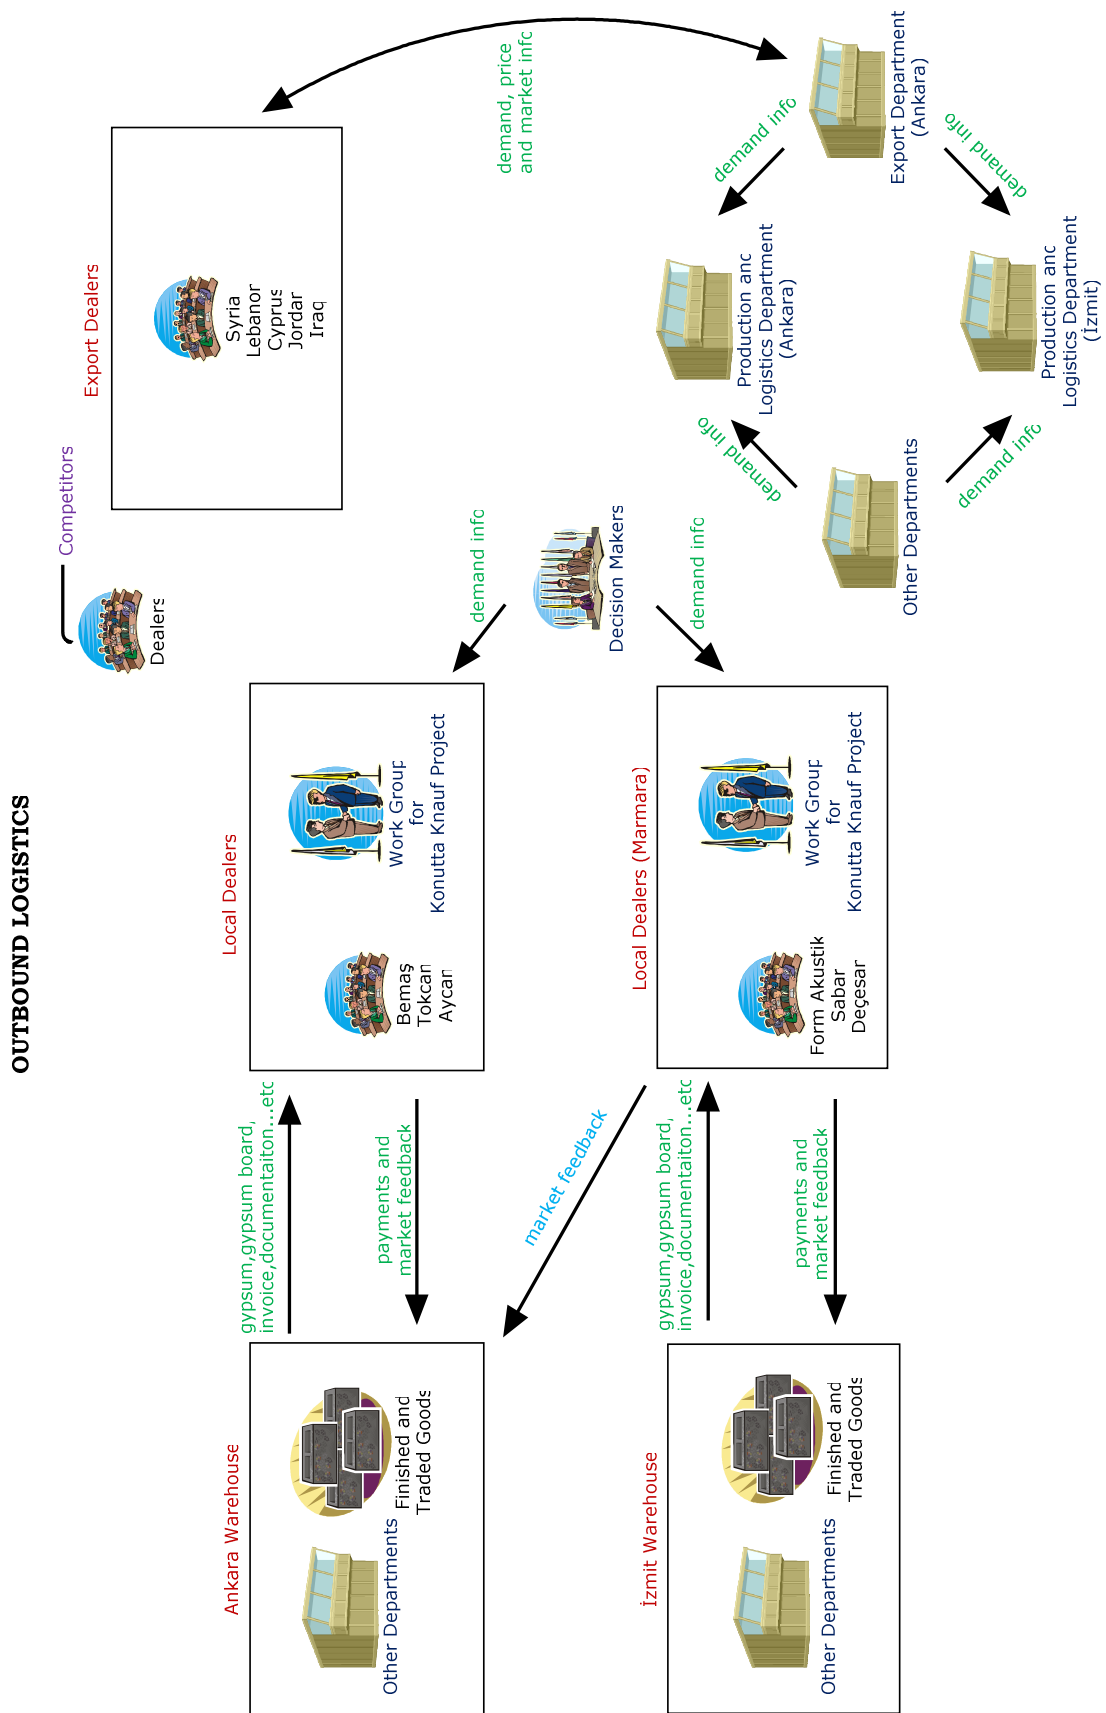 OUTBOUND LOGISTICS
Competitors
Dealers
Export Dealers
Syria
Lebanon
Cyprus
Jordan
Iraq
Ankara Warehouse
Other Departments
Finished and
Traded Goods
gypsum,gypsum board,
invoice,documentaiton...etc
payments and
market feedback
Local Dealers
Bemaş
Tokcan
Aycan
Work Group
for
Konutta Knauf Project
demand info
Decision Makers
demand info
demand, price
and market info
market feedback
İzmit Warehouse
Other Departments
Finished and
Traded Goods
gypsum,gypsum board,
invoice,documentaiton...etc
payments and
market feedback
Local Dealers (Marmara)
Form Akustik
Sabar
Deçesar
Work Group
for
Konutta Knauf Project
Other Departments
demand info
demand info
Production and
Logistics Department
(Ankara)
demand info
demand info
Export Department
(Ankara)
Production and
Logistics Department
(İzmit)